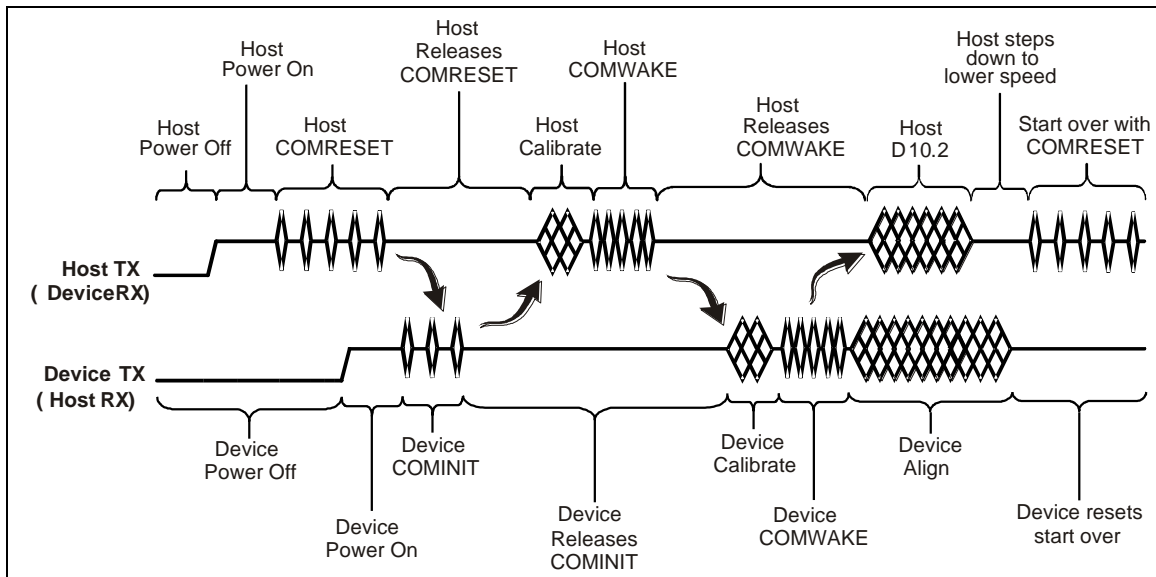 Host
Power On
Host
Releases
COMRESET
Host
COMWAKE
Host steps
down to
lower speed
Host
Power Off
Host
COMRESET
Host
Calibrate
Host
Releases
COMWAKE
Host
D10.2
Start over with
COMRESET
Host TX
( DeviceRX)
Device TX
( Host RX)
Device
Power Off
Device
COMINIT
Device
Calibrate
Device
Align
Device
Power On
Device
Releases
COMINIT
Device
COMWAKE
Device resets
start over